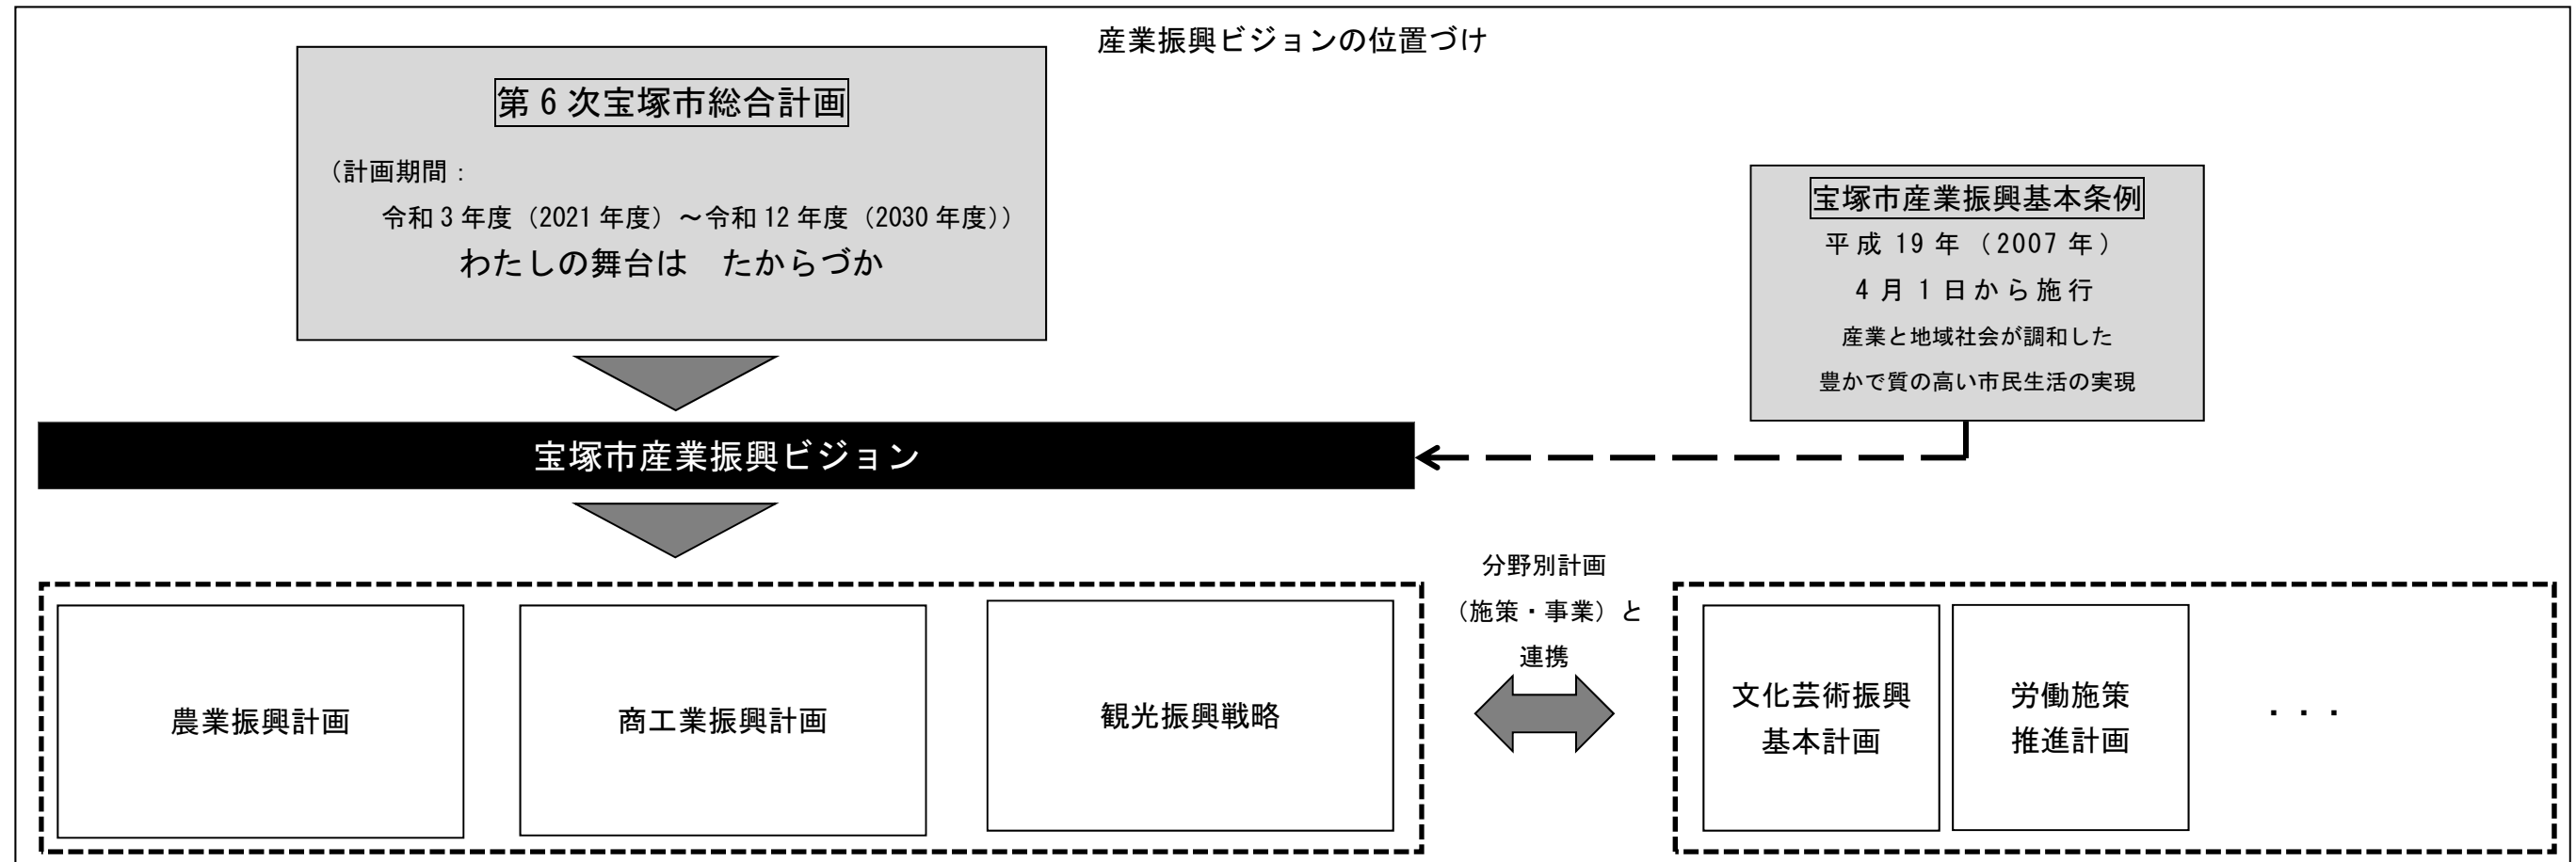 産業振興ビジョンの位置づけ
第6次宝塚市総合計画
（計画期間：
令和3年度（2021年度）～令和12年度（2030年度））
わたしの舞台は　たからづか
宝塚市産業振興基本条例
平成19年（2007年）
4月1日から施行
産業と地域社会が調和した
豊かで質の高い市民生活の実現
宝塚市産業振興ビジョン
農業振興計画
商工業振興計画
観光振興戦略
分野別計画
（施策・事業）と
連携
文化芸術振興
基本計画
労働施策
推進計画
・・・